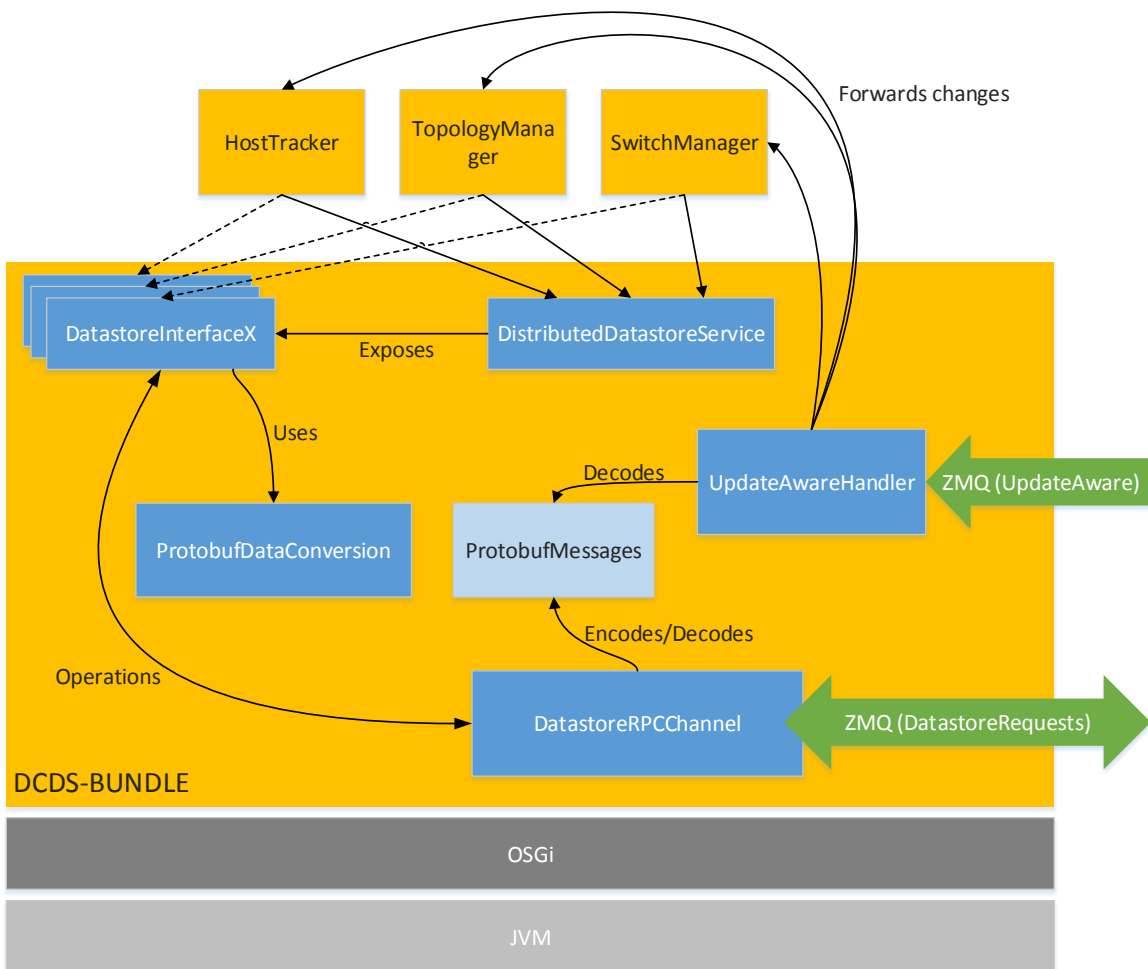 Forwards changes
HostTracker
TopologyMana
ger
SwitchManager
DatastoreInterfaceX
Exposes
DistributedDatastoreService
Uses
Decodes
UpdateAwareHandler
ZMQ (UpdateAware)
ProtobufDataConversion
ProtobufMessages
Encodes/Decodes
Operations
DatastoreRPCChannel
ZMQ (DatastoreRequests)
DCDS-BUNDLE
OSGi
JVM